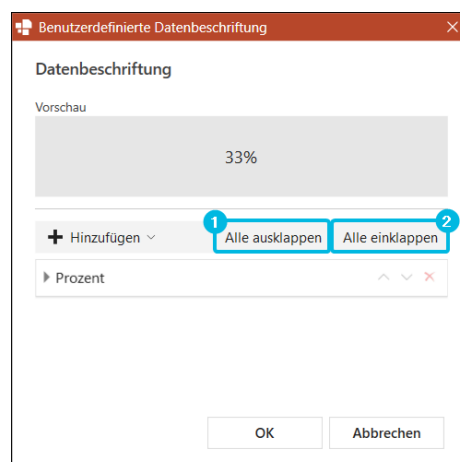 Benutzerdefinierte Datenbeschriftung
Datenbeschriftung
Vorschau
33%
1
2
Hinzufügen
Alle ausklappen
Alle einklappen
Prozent
OK
Abbrechen